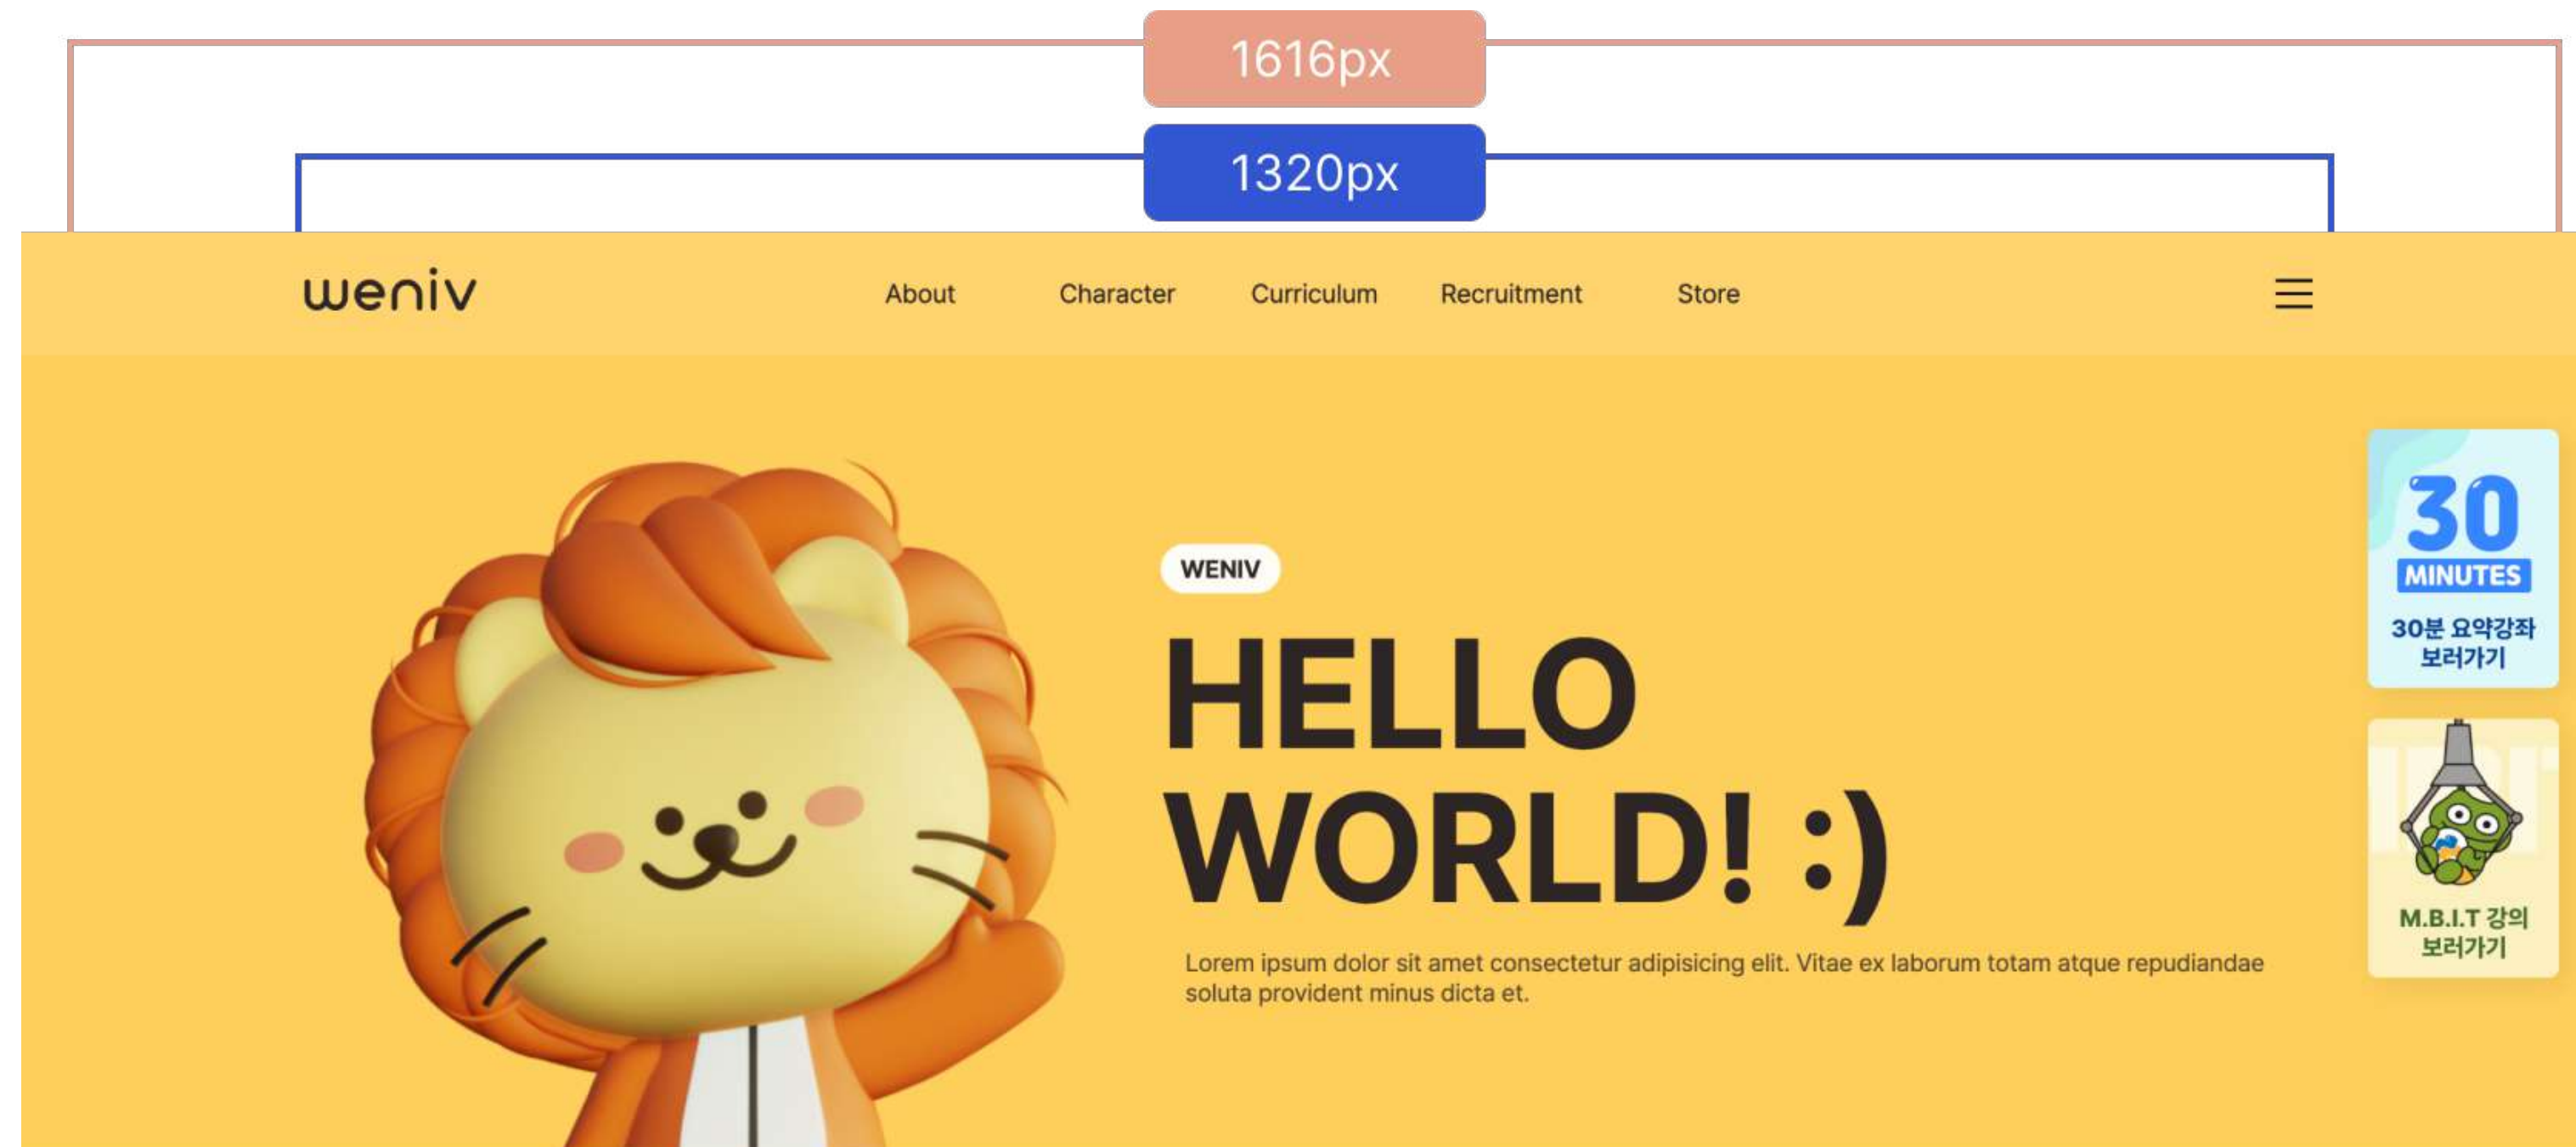 1616px
1320px
weniv
About Character Curriculum Recruitment Store
30
MINUTES
30분 요약강좌
보러가기
WENIV
HELLO
WORLD! :)
Lorem ipsum dolor sit amet consectetur adipisicing elit. Vitae ex laborum totam atque repudiandae
soluta provident minus dicta et.
M.B.I.T 강의
보러가기